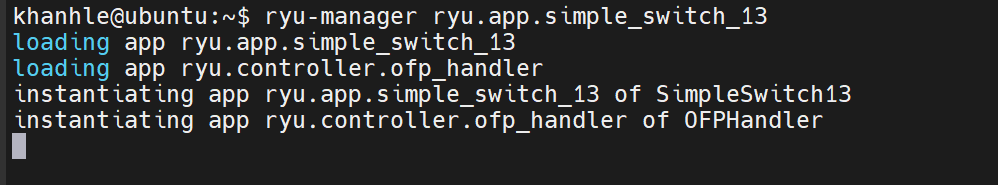 khanhle@ubuntu:~$ ryu-manager ryu.app.simple_switch_13
loading app ryu.app.simple_switch_13
loading app ryu.controller.ofp_handler
instantiating app ryu.app.simple_switch_13 of SimpleSwitch13
instantiating app ryu.controller.ofp_handler of OFPHandler